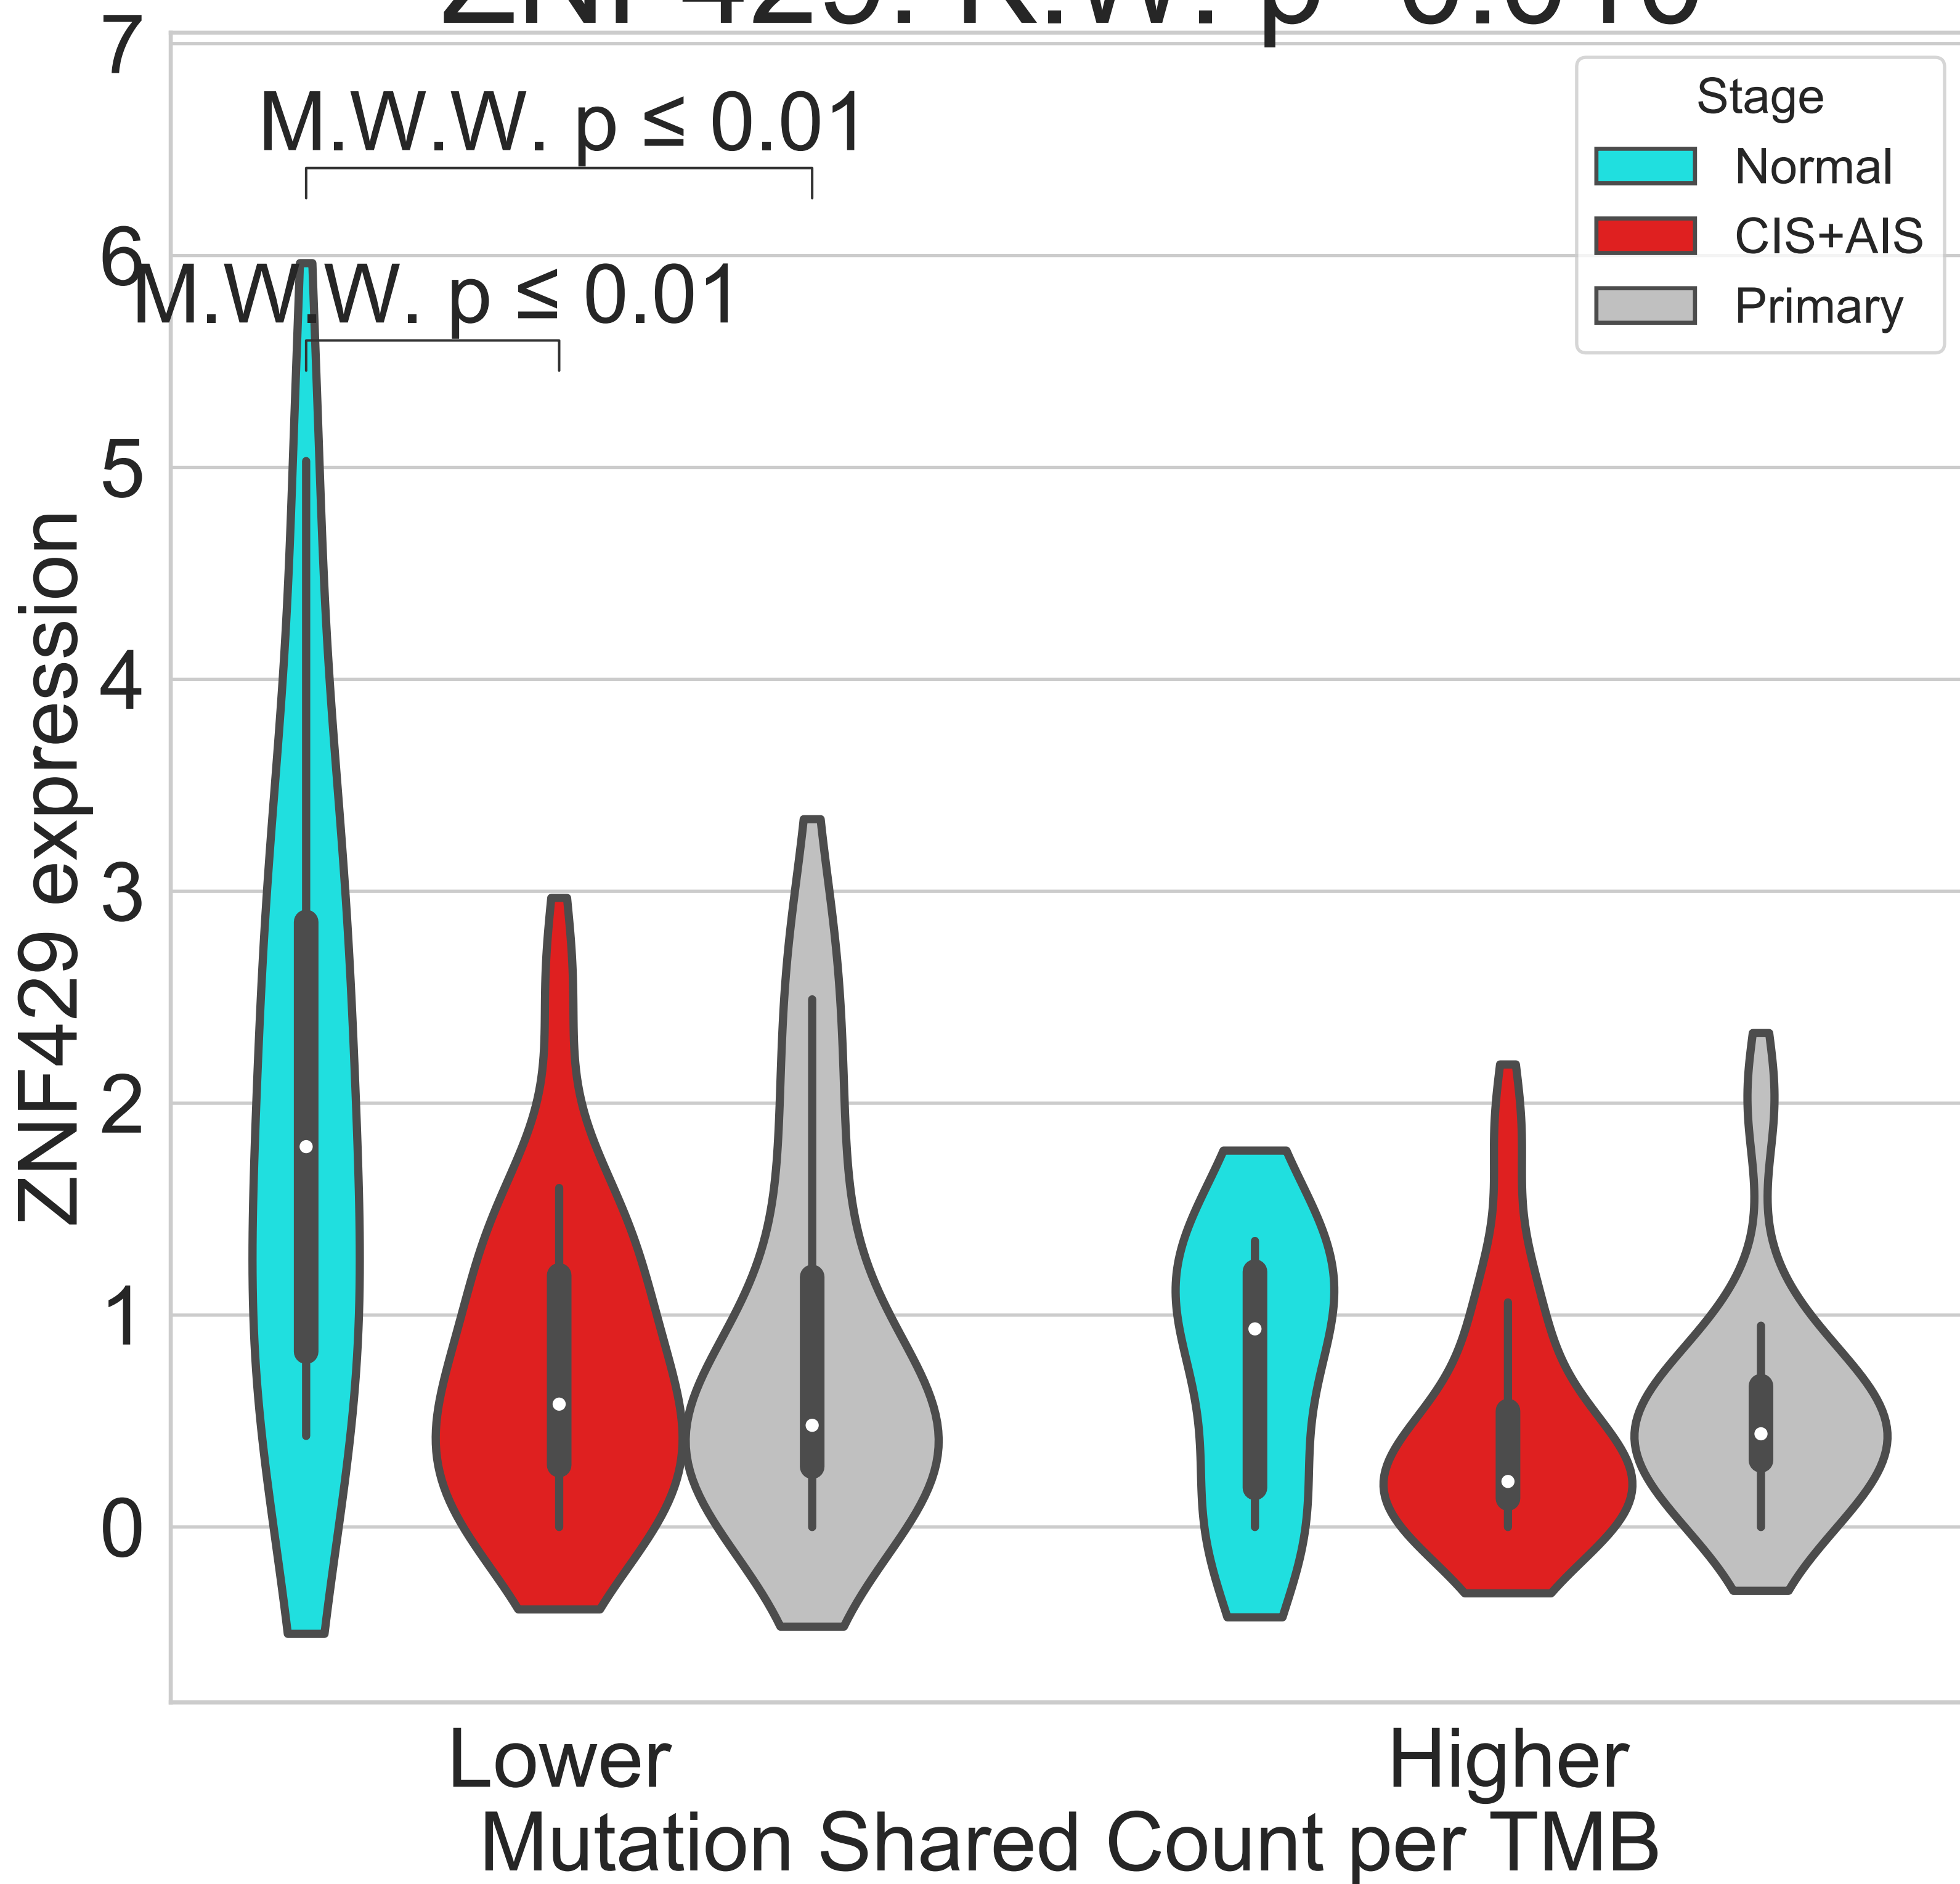 7
M.W.W. p ≤ 0.01
Stage
Normal
CIS+AIS
Primary
6
M.W.W. p ≤ 0.01
5
4
3
2
1
0
ZNF429 expression
Lower
Higher
Mutation Shared Count per TMB